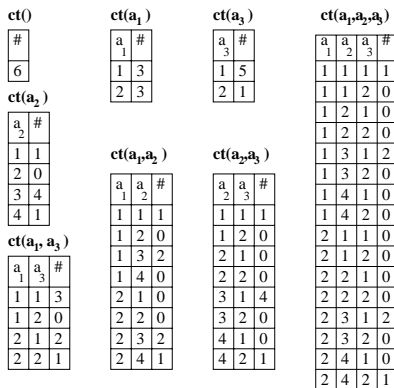 ct()
#
6
ct(a2)
a2 #
1 1
2 0
3 4
4 1
ct(a1, a3)
a1 a3 #
1 1 3
1 2 0
2 1 2
2 2 1
ct(a1)
a1 #
1 3
2 3
ct(a1,a2)
a1 a2 #
1 1 1
1 2 0
1 3 2
1 4 0
2 1 0
2 2 0
2 3 2
2 4 1
ct(a3)
a3 #
1 5
2 1
ct(a2,a3)
a2 a3 #
1 1 1
1 2 0
2 1 0
2 2 0
3 1 4
3 2 0
4 1 0
4 2 1
ct(a1,a2,a3)
a1 a2 a3 #
1 1 1 1
1 1 2 0
1 2 1 0
1 2 2 0
1 3 1 2
1 3 2 0
1 4 1 0
1 4 2 0
2 1 1 0
2 1 2 0
2 2 1 0
2 2 2 0
2 3 1 2
2 3 2 0
2 4 1 0
2 4 2 1